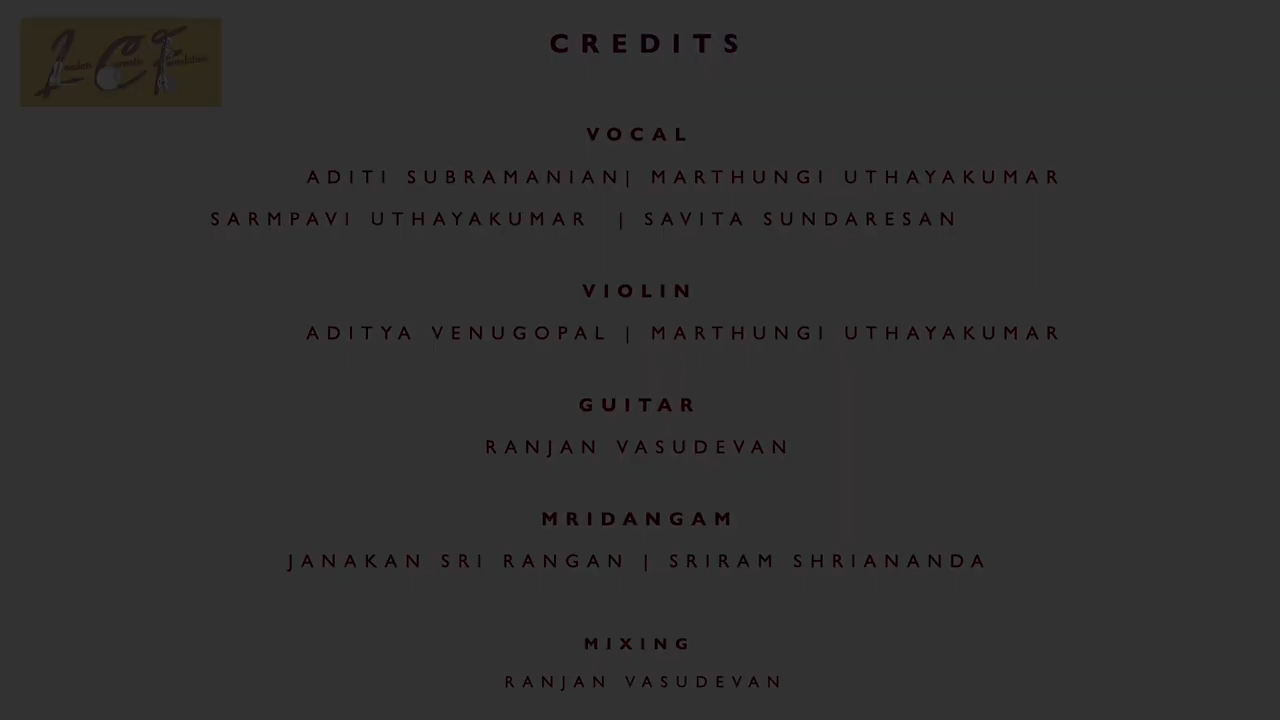 LCF
CREDITS
VOCAL
ADITI SUBRAMANIAN| MARTHUNGI UTHAYAKUMAR
SARMPAVI UTHAYAKUMAR | SAVITA SUNDARESAN
VIOLIN
ADITYA VENUGOPAL | MARTHUNGI UTHAYAKUMAR
GUITAR
RANJAN VASUDEVAN
MRIDANGAM
JANAKAN SRI RANGAN | SRIRAM SHRIANANDA
MIXING
RANJAN VASUDEVAN